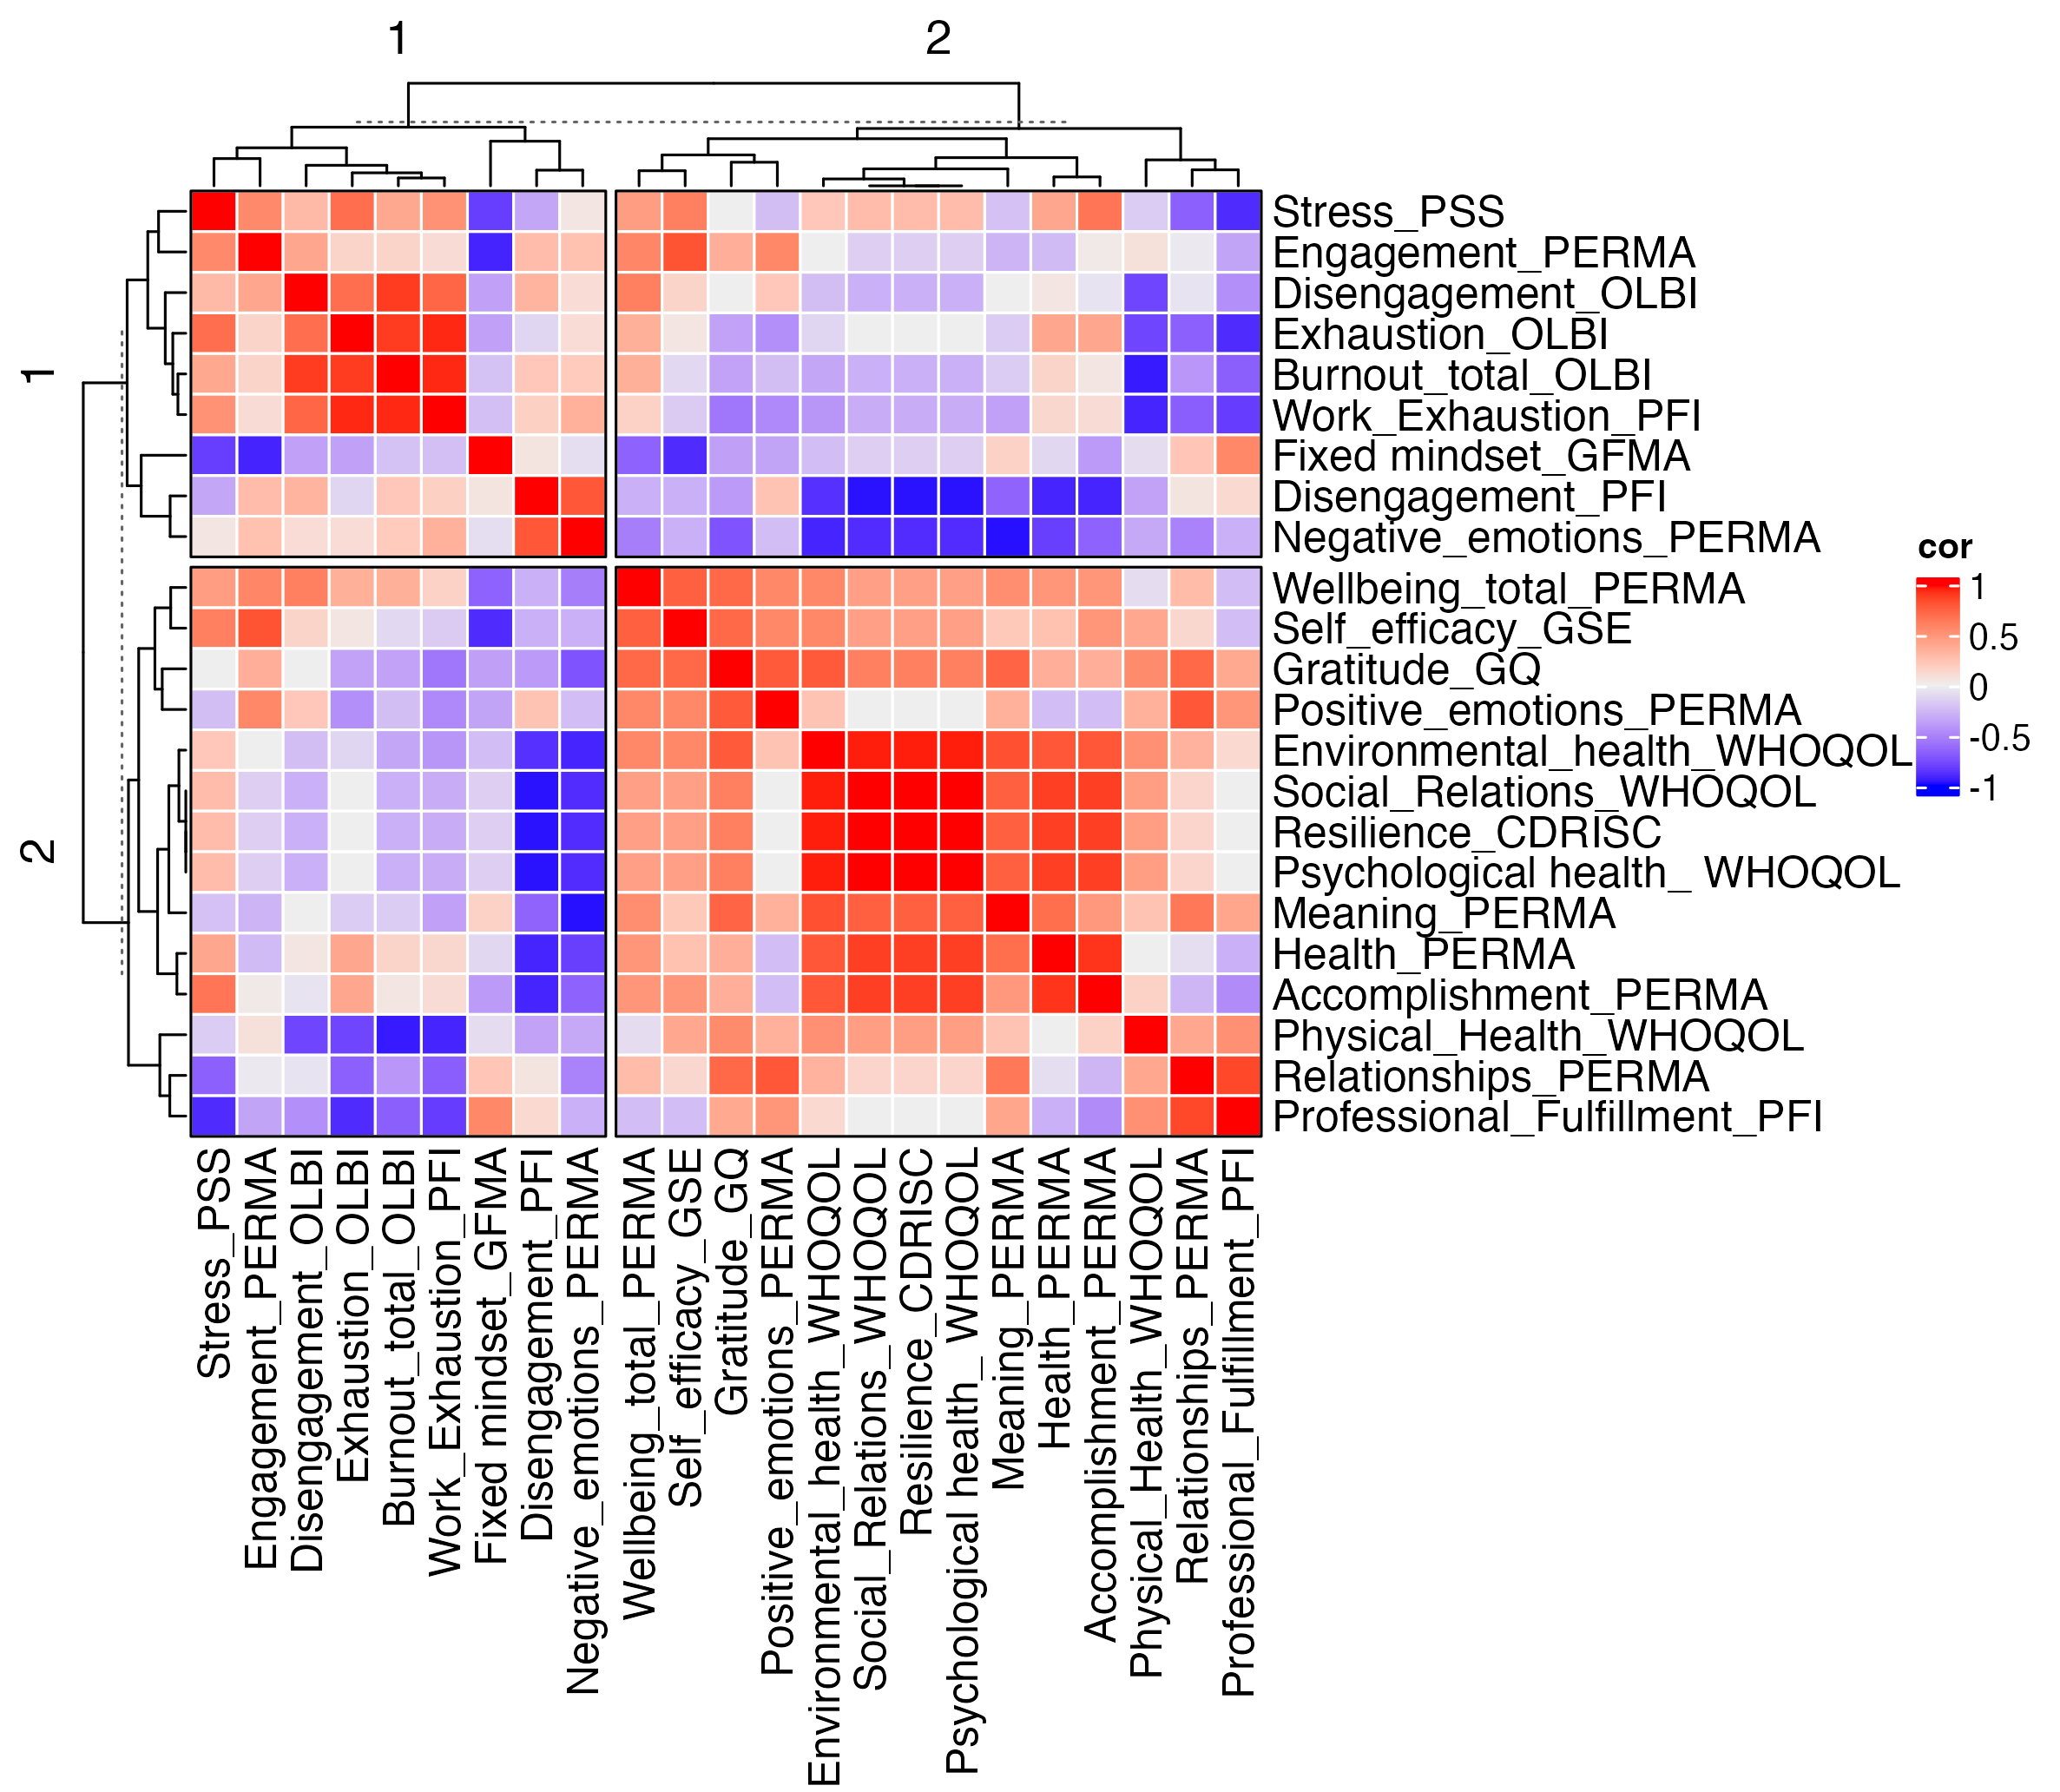 1
2
1
2
Stress_PSS
Engagement_PERMA
Disengagement_OLBI
Exhaustion_OLBI
Burnout_total_OLBI
Work_Exhaustion_PFI
Fixed mindset_GFMA
Disengagement_PFI
Negative_emotions_PERMA
Wellbeing_total_PERMA
Self_efficacy_GSE
Gratitude_GQ
Positive_emotions_PERMA
Environmental_health_WHOQOL
Social_Relations_WHOQOL
Resilience_CDRISC
Psychological health_ WHOQOL
Meaning_PERMA
Health_PERMA
Accomplishment_PERMA
Physical_Health_WHOQOL
Relationships_PERMA
Professional_Fulfillment_PFI
cor
1
0.5
0
-0.5
-1
Stress_PSS
Engagement_PERMA
Disengagement_OLBI
Exhaustion_OLBI
Burnout_total_OLBI
Work_Exhaustion_PFI
Fixed mindset_GFMA
Disengagement_PFI
Negative_emotions_PERMA
Wellbeing_total_PERMA
Self_efficacy_GSE
Gratitude_GQ
Positive_emotions_PERMA
Environmental_health_WHOQOL
Social_Relations_WHOQOL
Resilience_CDRISC
Psychological health_ WHOQOL
Meaning_PERMA
Health_PERMA
Accomplishment_PERMA
Physical_Health_WHOQOL
Relationships_PERMA
Professional_Fulfillment_PFI